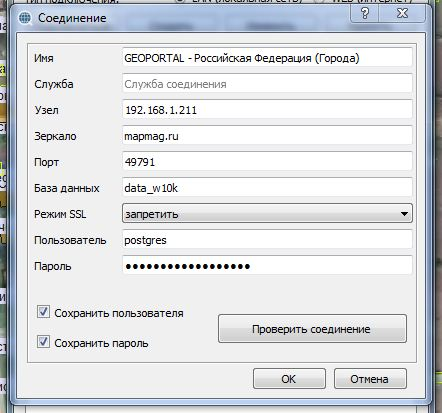 Соединение
Имя GEOPORTAL - Российская Федерация (Города)
Служба Служба соединения
Узел 192.168.1.211
Зеркало mapmag.ru
Порт 49791
База данных data_w10k
Режим SSL запретить
Пользователь postgres
Пароль ●●●●●●●●●●●●●●●●●●
Сохранить пользователя
Проверить соединение
Сохранить пароль
OK Отмена